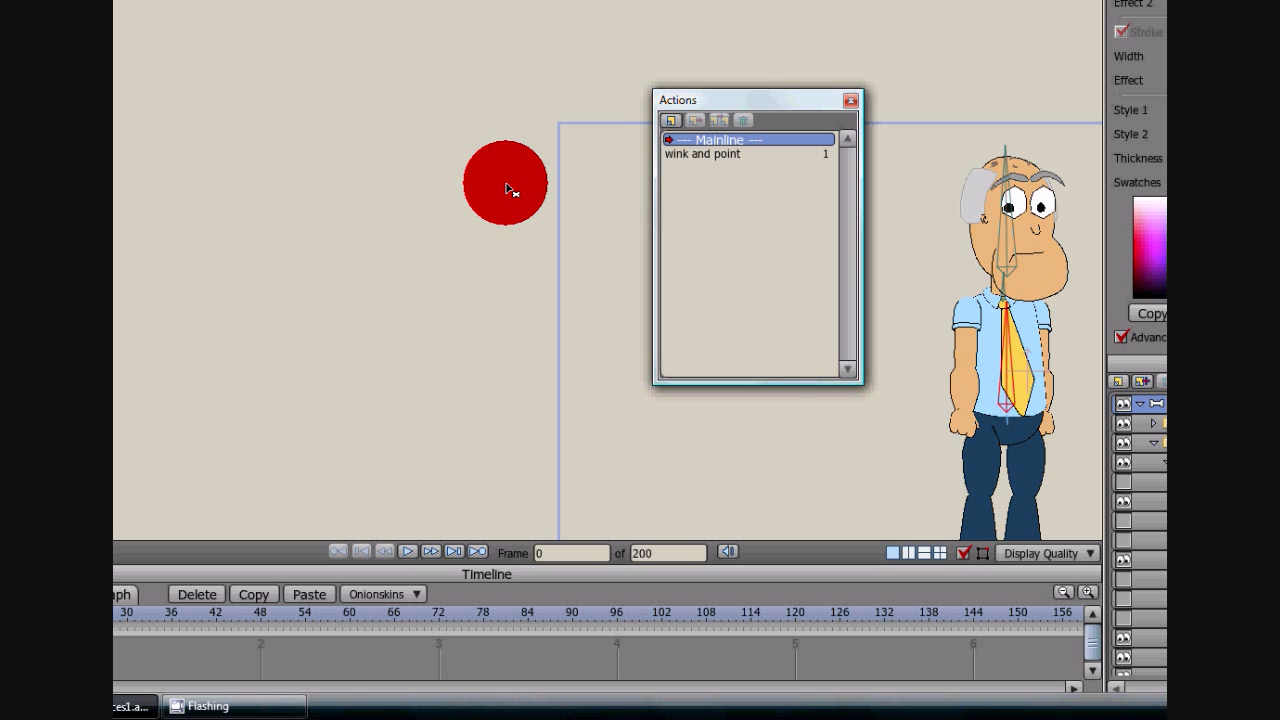 Effect 2
Stroke
Width
Effect
Style 1
Style 2
Thickness
Swatches
Copy
Advanc
Actions
--- Mainline ---
wink and point 1
Frame 0 of 200
Display Quality
Timeline
aph Delete Copy Paste Onionskins
30 36 42 48 54 60 66 72 78 84 90 96 102 108 114 120 126 132 138 144 150 156
2 3 4 5 6
ces1.a... Flashing